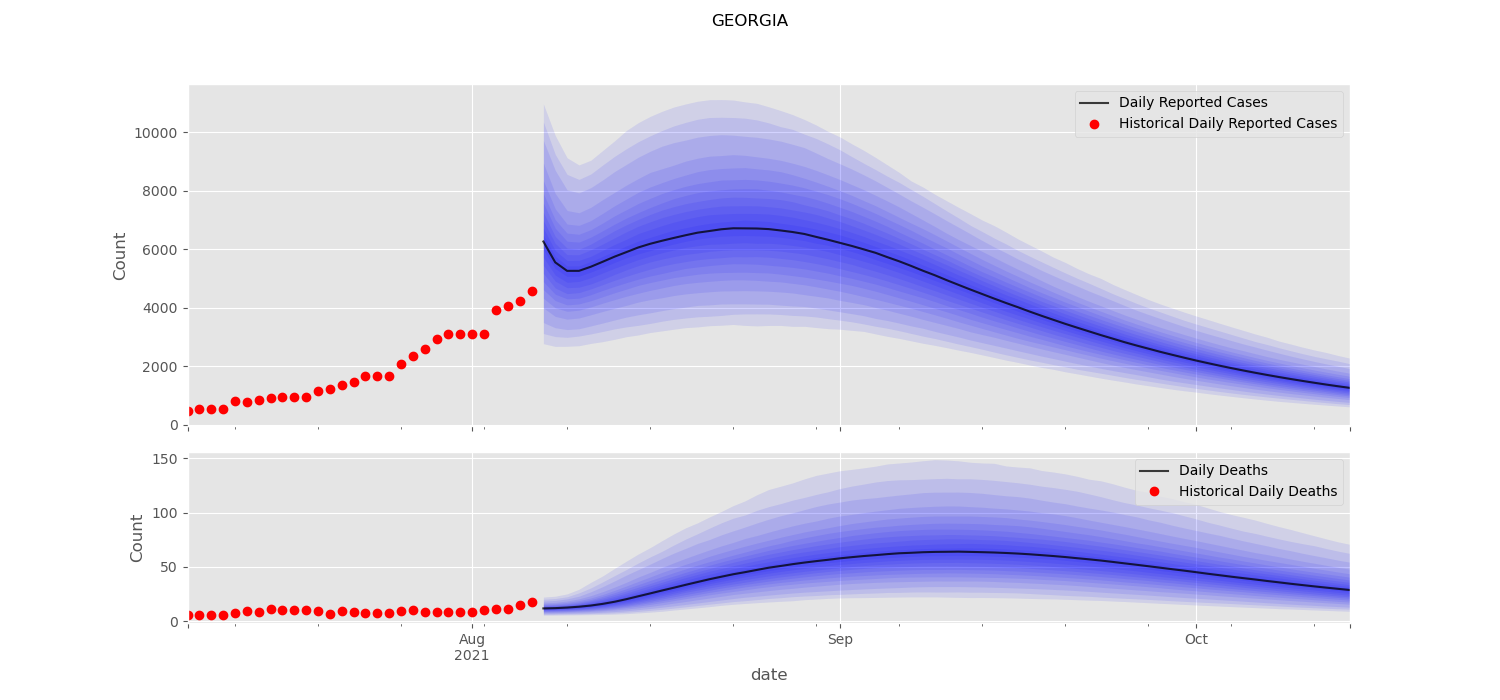 GEORGIA
Daily Reported Cases
Historical Daily Reported Cases
10000
8000
6000
4000
2000
0
Count
Daily Deaths
Historical Daily Deaths
150
100
50
0
Count
Aug
2021
Sep
Oct
date